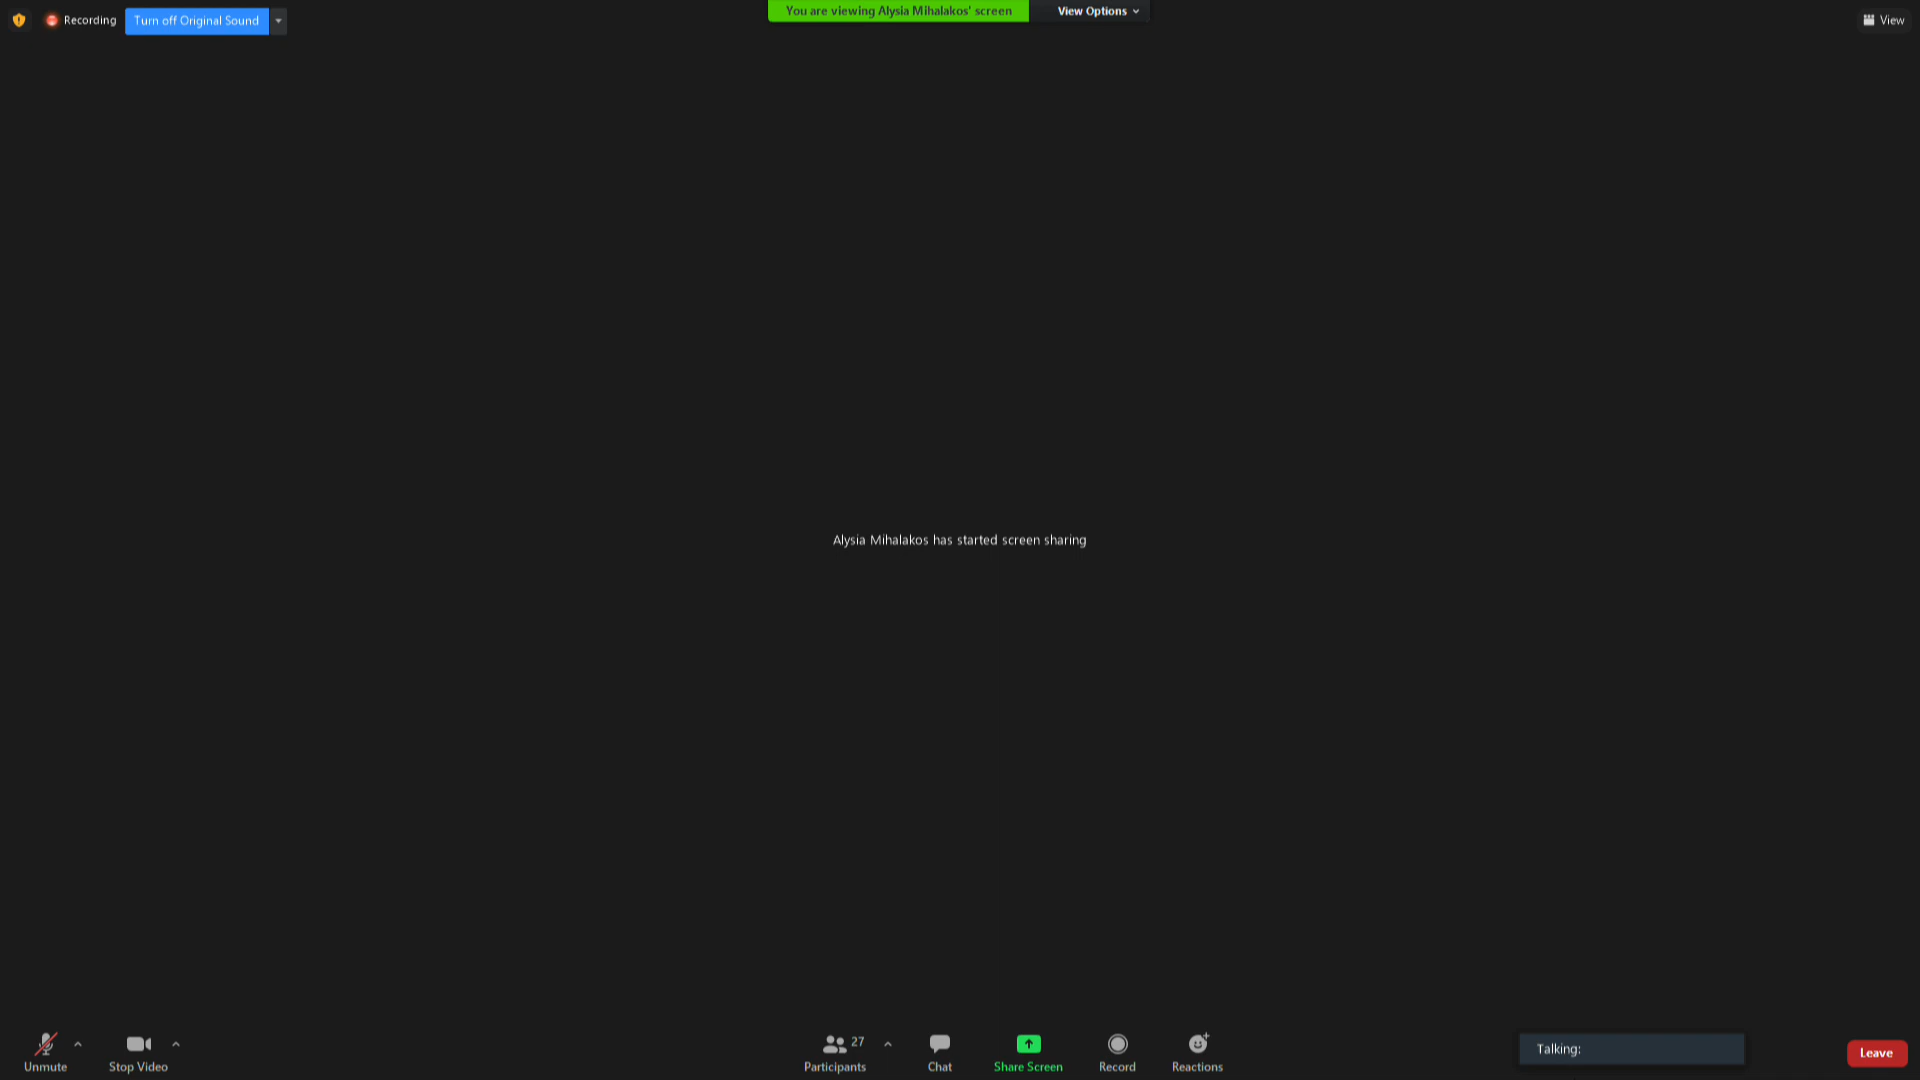 Recording
Turn off Original Sound
You are viewing Alysia Mihalakos' screen
View Options
View
Alysia Mihalakos has started screen sharing
Unmute
Stop Video
27
Participants
Chat
Share Screen
Record
Reactions
Talking:
Leave